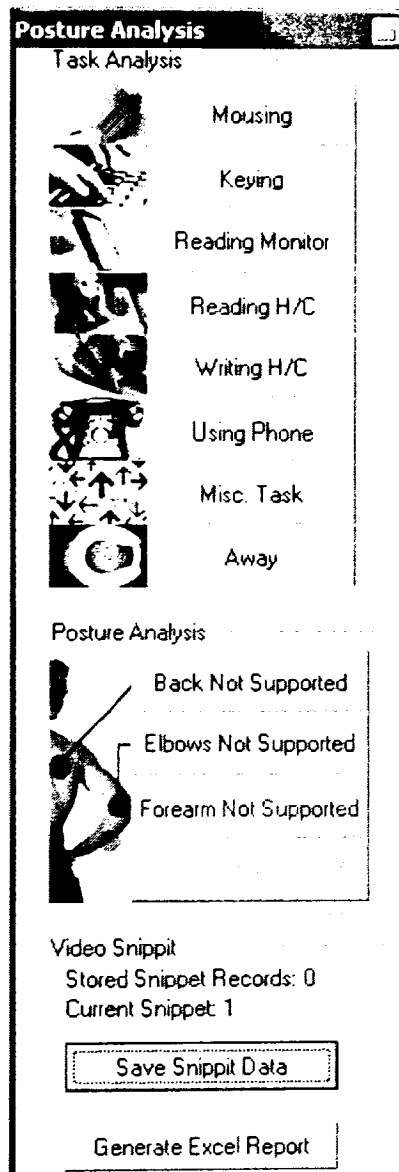 Posture Analysis
Task Analysis
Mousing
Keying
Reading Monitor
Reading H/C
Writing H/C
Using Phone
Misc. Task
Away
Posture Analysis
Back Not Supported
Elbows Not Supported
Forearm Not Supported
Video Snippit
Stored Snippet Records: 0
Current Snippet: 1
Save Snippit Data
Generate Excel Report